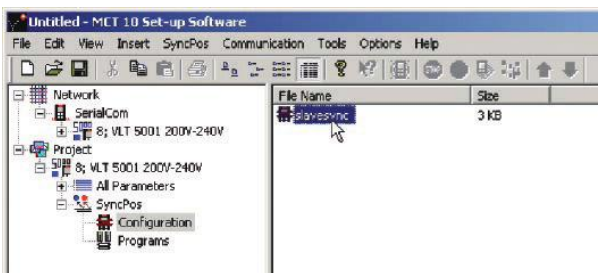 Untitled - MCT 10 Set-up Software
File Edit View Insert SyncPos Communication Tools Options Help
Network
SerialCom
8; VLT 5001 200V-240V
Project
8; VLT 5001 200V-240V
All Parameters
SyncPos
Configuration
Programs
File Name Size
slavesync 3 KB